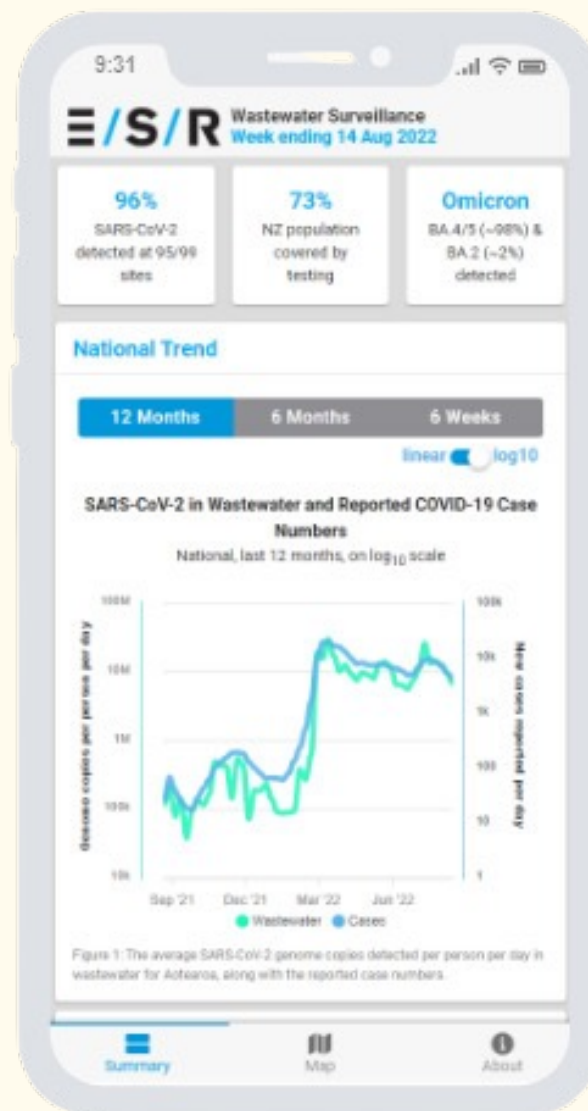 9:31
E/S/R
Wastewater Surveillance
Week ending 14 Aug 2022
96%
SARS-CoV-2
detected at 95/99
sites
73%
NZ population
covered by
testing
Omicron
BA.4/5 (~98%) &
BA.2 (~2%)
detected
National Trend
12 Months
6 Months
6 Weeks
linear
log10
SARS-CoV-2 in Wastewater and Reported COVID-19 Case
Numbers
National, last 12 months, on log10 scale
Genome copies per person per day
100M
10M
1M
100k
10k
100k
10k
1k
100
10
1
New cases reported per day
Sep '21
Dec '21
Mar '22
Jun '22
Wastewater
Cases
Figure 1: The average SARS-CoV-2 genome copies detected per person per day in
wastewater for Aotearoa, along with the reported case numbers.
Summary
Map
About